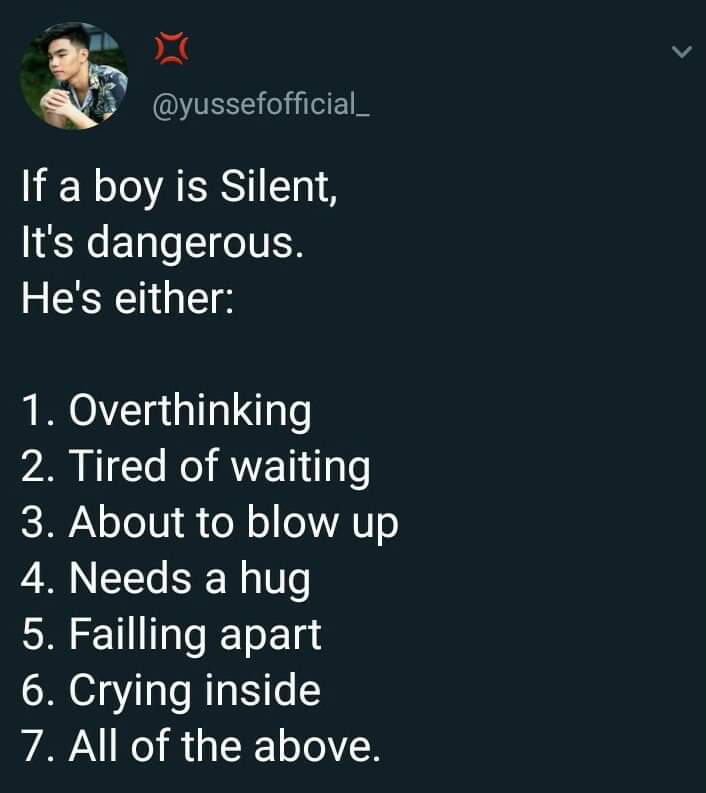 @yussefofficial_
If a boy is Silent,
It's dangerous.
He's either:
1. Overthinking
2. Tired of waiting
3. About to blow up
4. Needs a hug
5. Failling apart
6. Crying inside
7. All of the above.